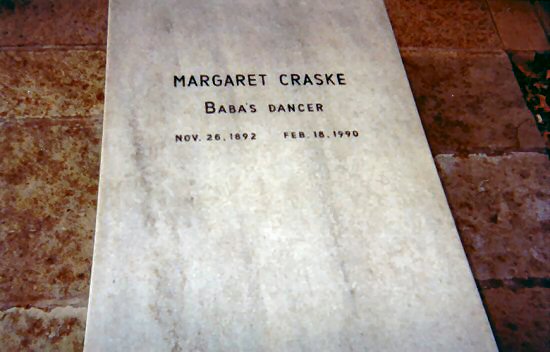 MARGARET CRASKE
BABA'S DANCER
NOV. 26, 1892 FEB. 18, 1990